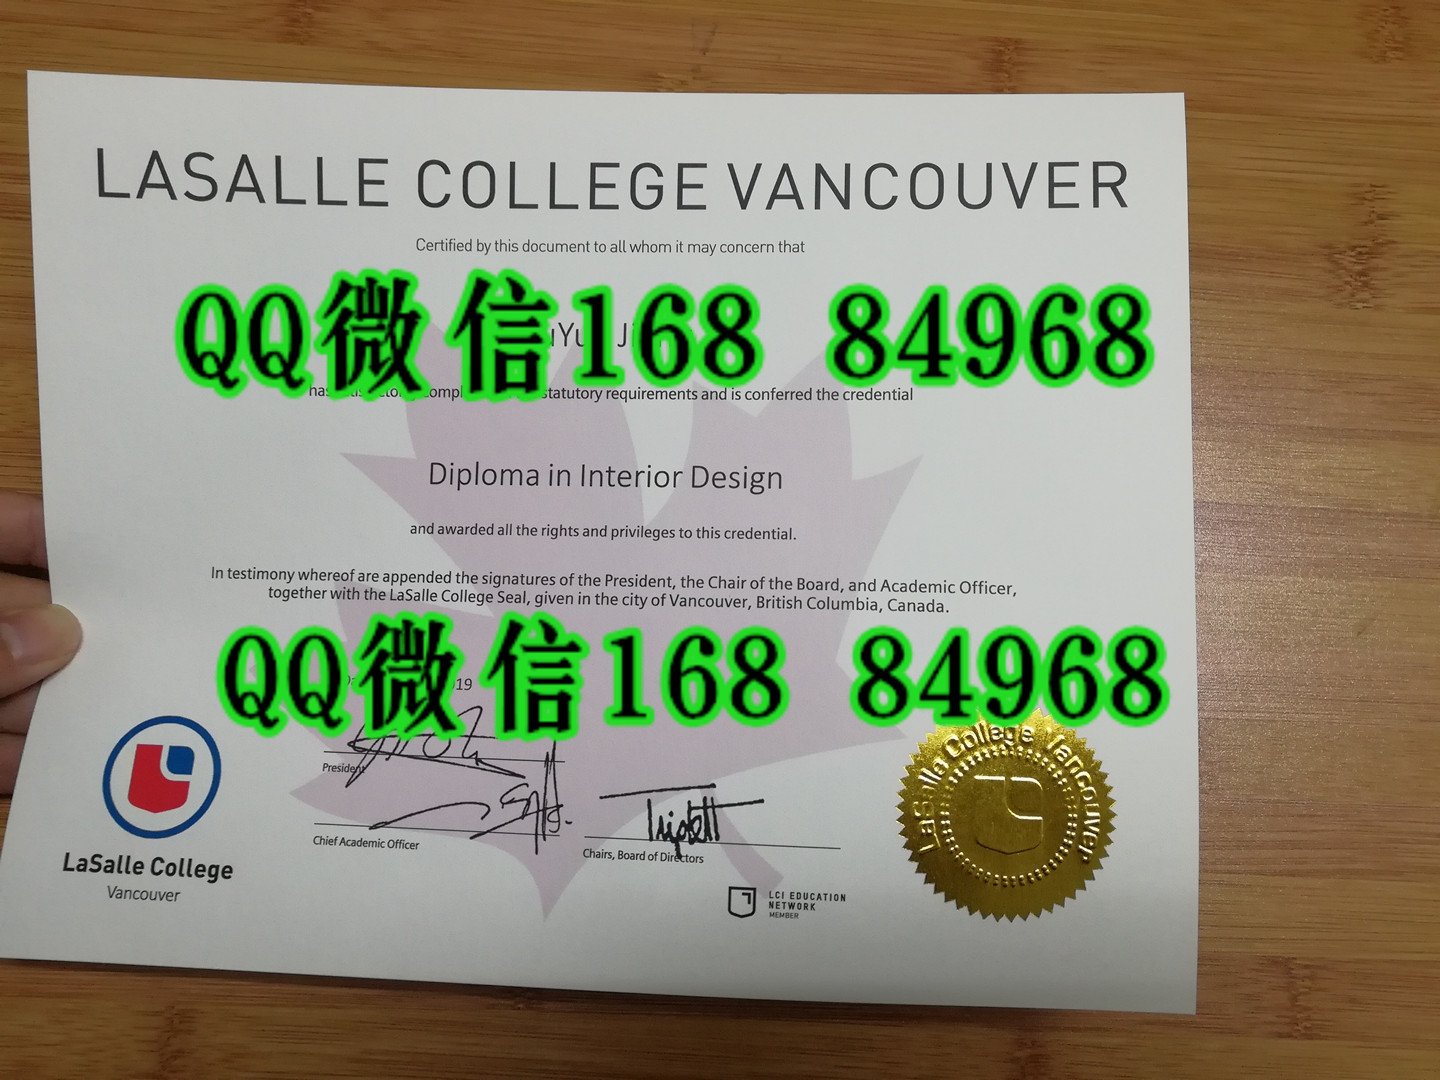 LASALLE COLLEGE VANCOUVER
Certified by this document to all whom it may concern that
QQ微信168 84968
statutory requirements and is conferred the credential
Diploma in Interior Design
and awarded all the rights and privileges to this credential.
In testimony whereof are appended the signatures of the President, the Chair of the Board, and Academic Officer,
together with the LaSalle College Seal, given in the city of Vancouver, British Columbia, Canada.
QQ微信168 84968
President
Chief Academic Officer
Triplett
Chairs, Board of Directors
LaSalle College
Vancouver
LCI EDUCATION
NETWORK
MEMBER
LaSalle College Vancouver